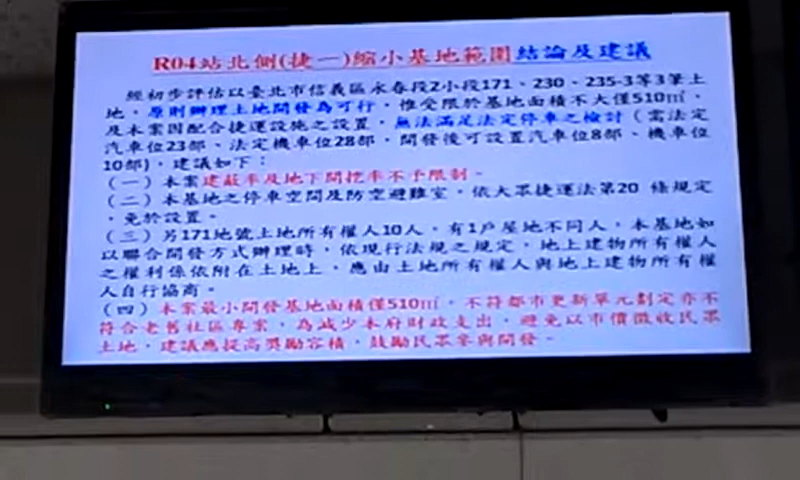 R04站北側(捷一)縮小基地範圍結論及建議
經初步評估以臺北市信義區永春段2小段171、230、235-3等3筆土
地，原則辦理土地開發為可行，惟受限於基地面積不大僅510㎡，
及本案因配合捷運設施之設置，無法滿足法定停車之檢討（需法定
汽車位23部、法定機車位28部，開發後可設置汽車位8部、機車位
10部)，建議如下：
（一）本案建蔽率及地下開挖率不予限制。
（二）本基地之停車空間及防空避難室，依大眾捷運法第20 條規定
，免於設置。
（三）另171地號土地所有權人10人，有1戶屋地不同人，本基地如
以聯合開發方式辦理時，依現行法規之規定，地上建物所有權人
之權利係依附在土地上，應由土地所有權人與地上建物所有權
人自行協商。
（四）本案最小開發基地面積僅510㎡，不符都市更新單元劃定亦不
符合老舊社區專案，為減少本府財政支出，避免以市價徵收民眾
土地，建議應提高獎勵容積，鼓勵民眾參與開發。